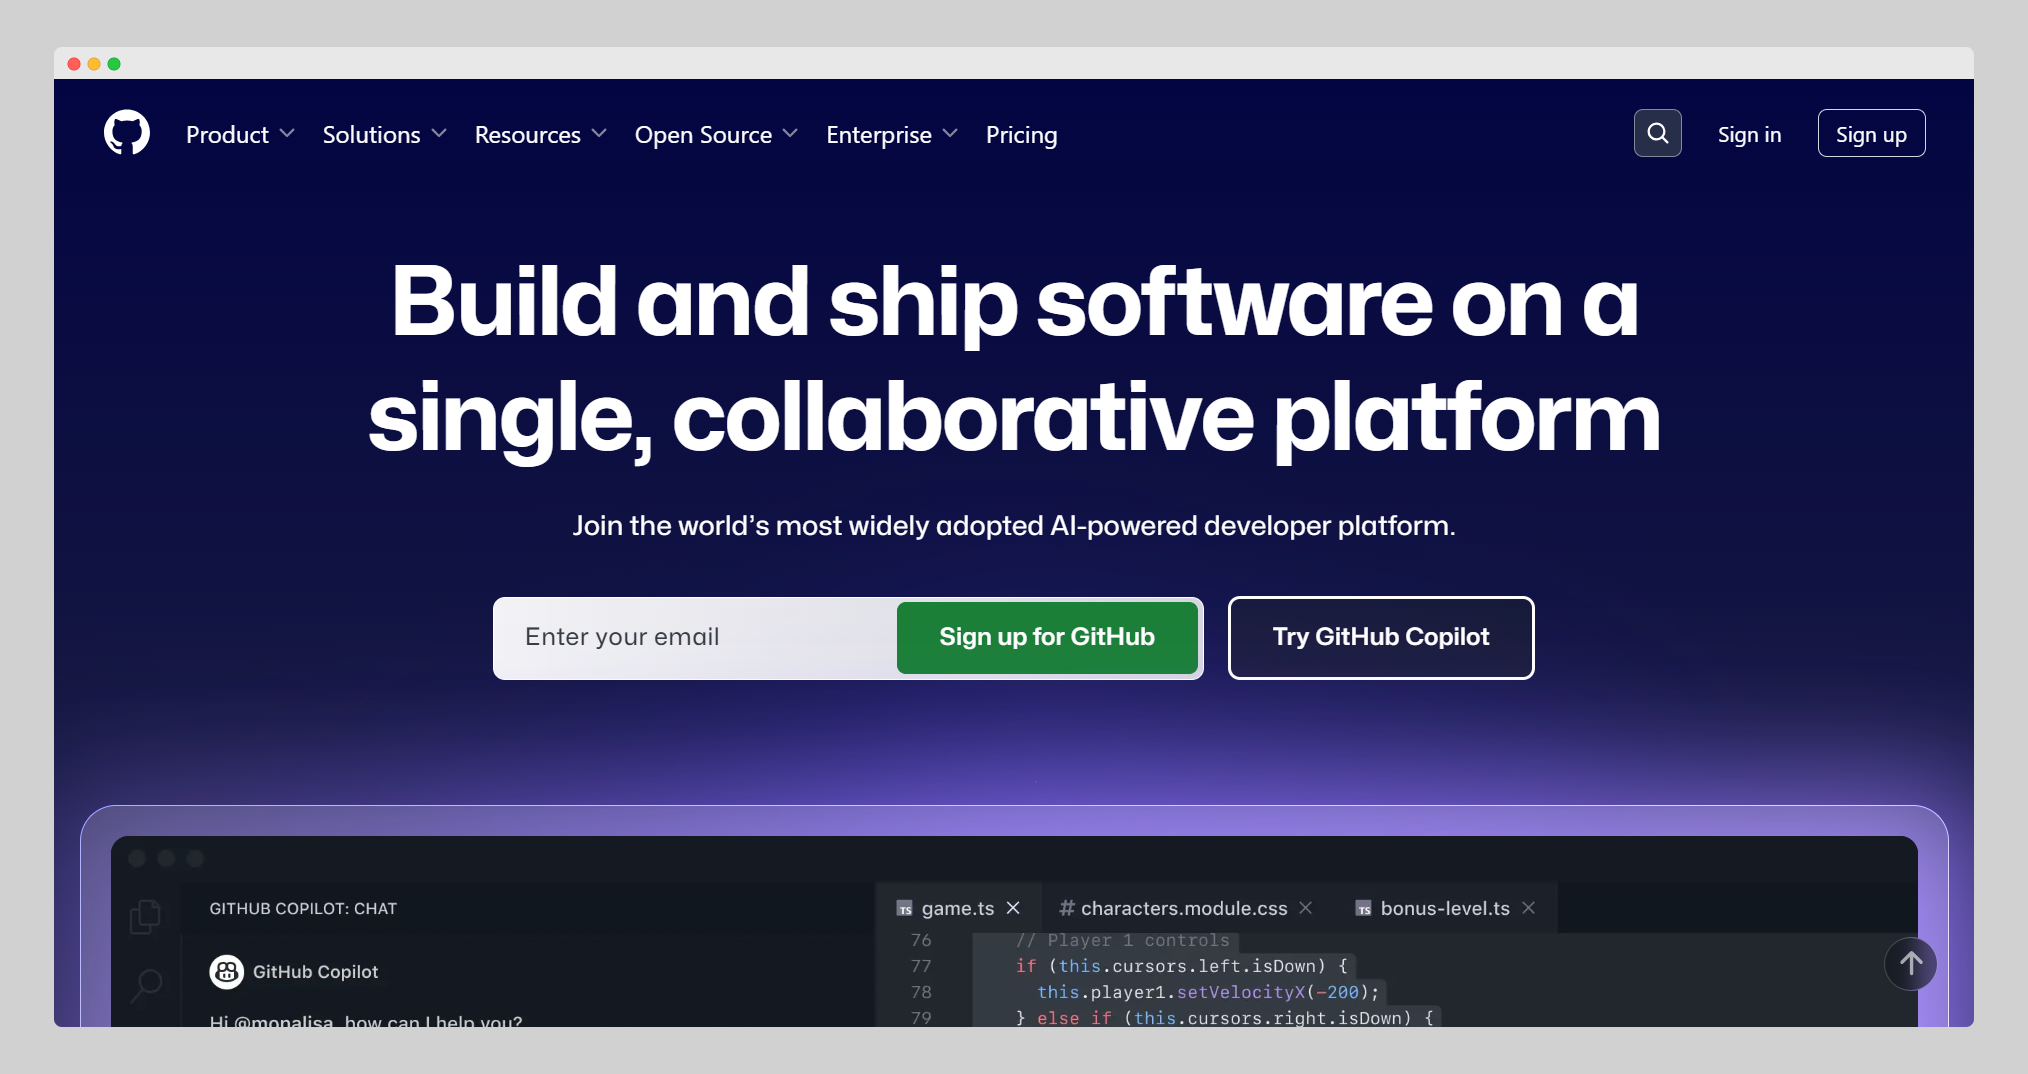 Product
Solutions
Resources
Open Source
Enterprise
Pricing
Sign in
Sign up
Build and ship software on a
single, collaborative platform
Join the world’s most widely adopted AI-powered developer platform.
Enter your email
Sign up for GitHub
Try GitHub Copilot
GITHUB COPILOT: CHAT
GitHub Copilot
Hi @monalisa, how can I help you?
TS game.ts
# characters.module.css
TS bonus-level.ts
76 // Player 1 controls
77 if (this.cursors.left.isDown) {
78 this.player1.setVelocityX(-200);
79 } else if (this.cursors.right.isDown) {